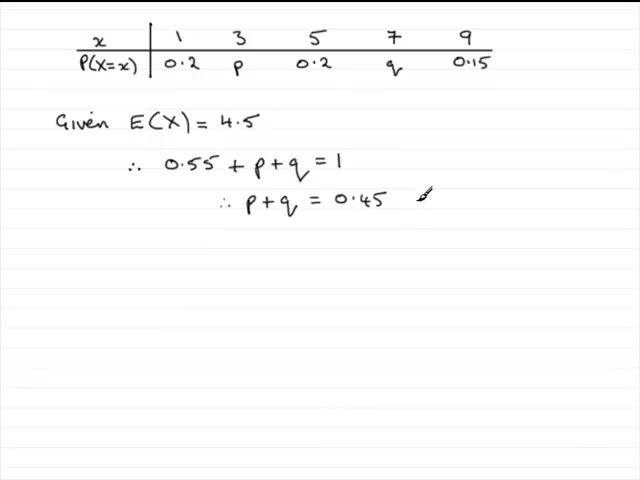 x 1 3 5 7 9
P(X=x) 0.2 p 0.2 q 0.15
Given E(X) = 4.5
∴ 0.55 + p + q = 1
∴ p + q = 0.45